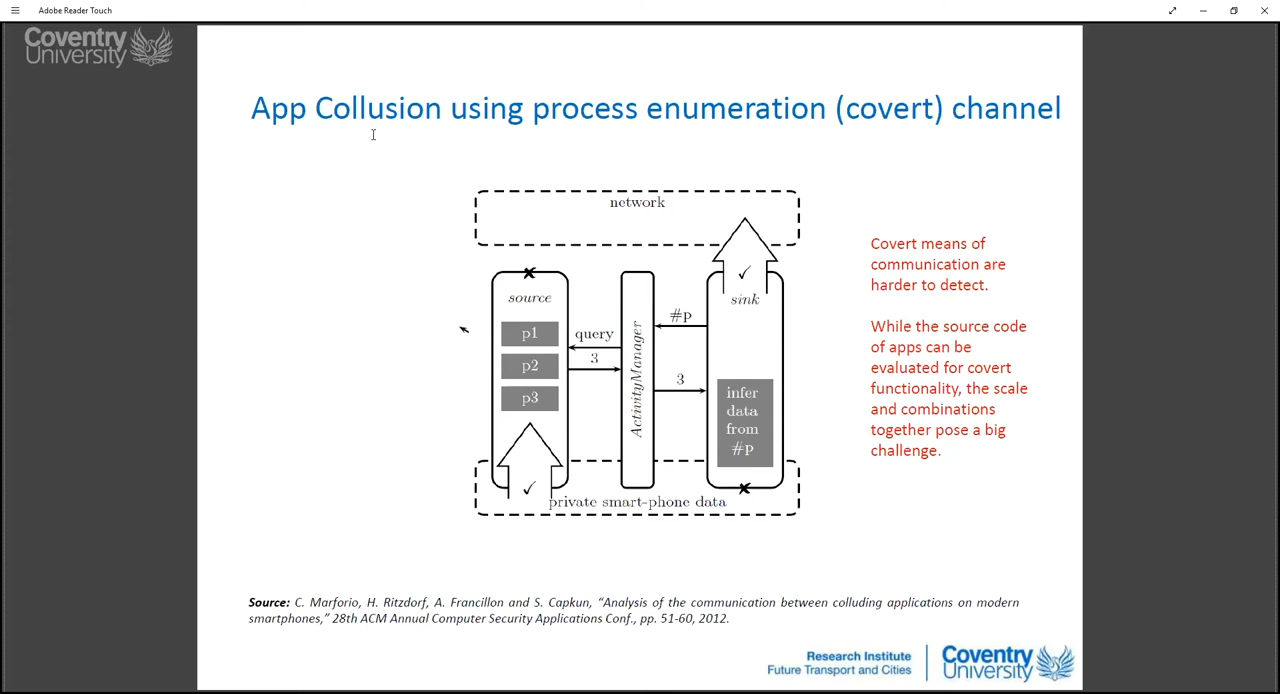 Adobe Reader Touch
Coventry
University
App Collusion using process enumeration (covert) channel
network
source
sink
p1
p2
p3
query
3
ActivityManager
#p
3
infer
data
from
#P
private smart-phone data
Covert means of
communication are
harder to detect.
While the source code
of apps can be
evaluated for covert
functionality, the scale
and combinations
together pose a big
challenge.
Source: C. Marforio, H. Ritzdorf, A. Francillon and S. Capkun, “Analysis of the communication between colluding applications on modern
smartphones,” 28th ACM Annual Computer Security Applications Conf., pp. 51-60, 2012.
Research Institute
Future Transport and Cities
Coventry
University